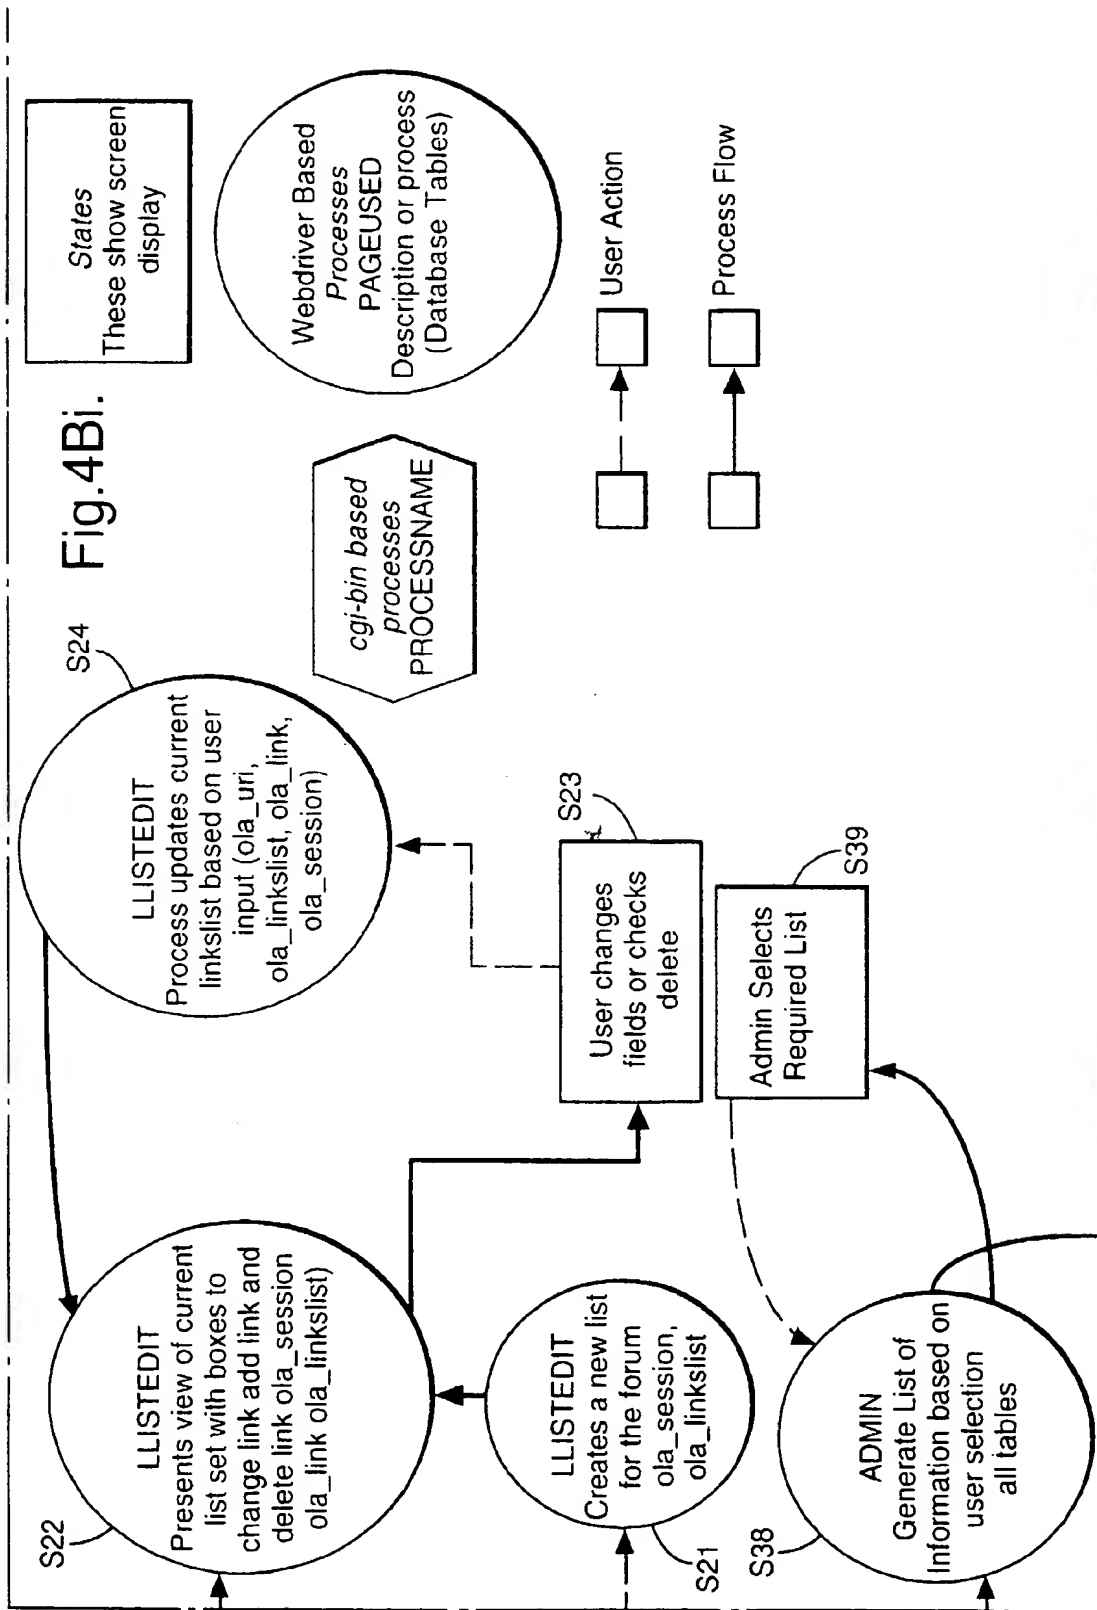 Fig.4Bi.
States
These show screen
display
Webdriver Based
Processes
PAGEUSED
Description or process
(Database Tables)
cgi-bin based
processes
PROCESSNAME
User Action
Process Flow
S22
LLISTEDIT
Presents view of current
list set with boxes to
change link add link and
delete link ola_session
ola_link ola_linkslist)
S24
LLISTEDIT
Process updates current
linkslist based on user
input (ola_uri,
ola_linkslist, ola_link,
ola_session)
S21
LLISTEDIT
Creates a new list
for the forum
ola_session,
ola_linkslist
S23
User changes
fields or checks
delete
S39
Admin Selects
Required List
S38
ADMIN
Generate List of
Information based on
user selection
all tables